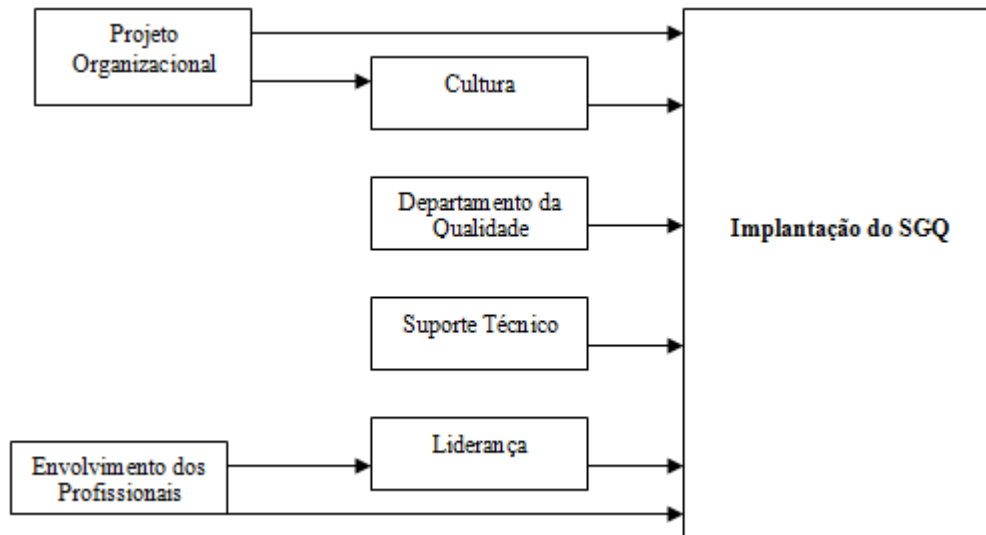 Projeto
Organizacional
Cultura
Departamento da
Qualidade
Implantação do SGQ
Suporte Técnico
Liderança
Envolvimento dos
Profissionais